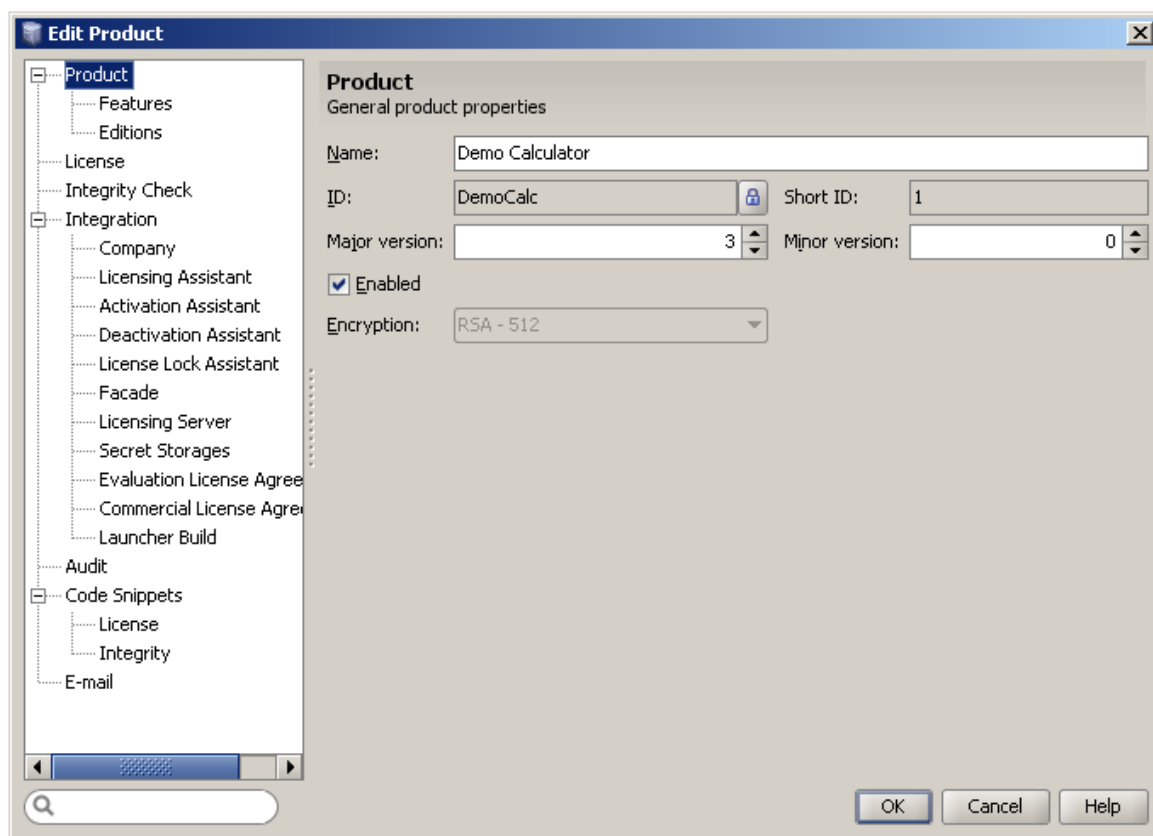 Edit Product
Product
Features
Editions
License
Integrity Check
Integration
Company
Licensing Assistant
Activation Assistant
Deactivation Assistant
License Lock Assistant
Facade
Licensing Server
Secret Storages
Evaluation License Agree
Commercial License Agre
Launcher Build
Audit
Code Snippets
License
Integrity
E-mail
Product
General product properties
Name: Demo Calculator
ID: DemoCalc Short ID: 1
Major version: 3 Minor version: 0
Enabled
Encryption: RSA - 512
OK Cancel Help